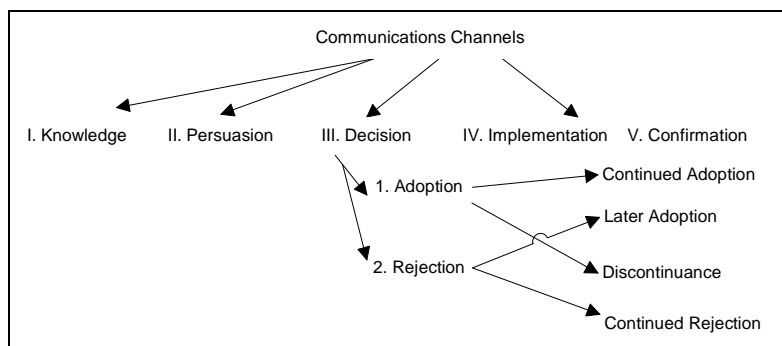 Communications Channels
I. Knowledge II. Persuasion III. Decision IV. Implementation V. Confirmation
1. Adoption
Continued Adoption
Later Adoption
2. Rejection
Discontinuance
Continued Rejection